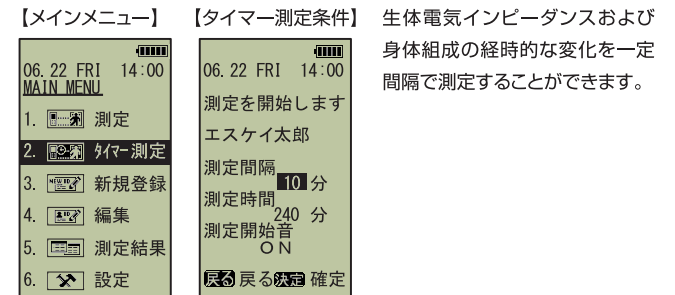 【メインメニュー】
06.22 FRI 14:00
MAIN MENU
1. 測定
2. ﾀｲﾏｰ測定
3. NEW ID 新規登録
4. ID 編集
5. 測定結果
6. 設定
【タイマー測定条件】
06.22 FRI 14:00
測定を開始します
エスケイ太郎
測定間隔
10 分
測定時間
240 分
測定開始音
ON
戻る 戻る 決定 確定
生体電気インピーダンスおよび
身体組成の経時的な変化を一定
間隔で測定することができます。